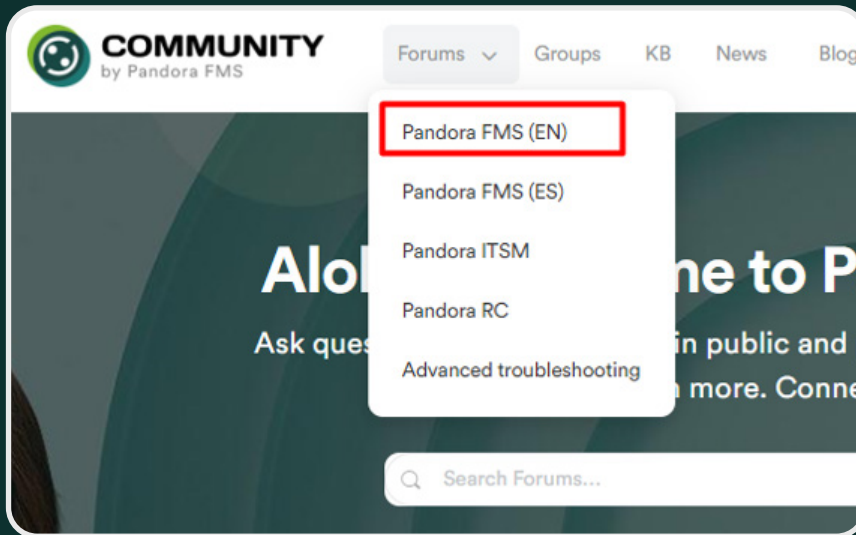 COMMUNITY
by Pandora FMS
Forums Groups KB News Blog
Pandora FMS (EN)
Pandora FMS (ES)
Pandora ITSM
Pandora RC
Advanced troubleshooting
Alo me to P
Ask ques in public and
more. Conne
Search Forums...